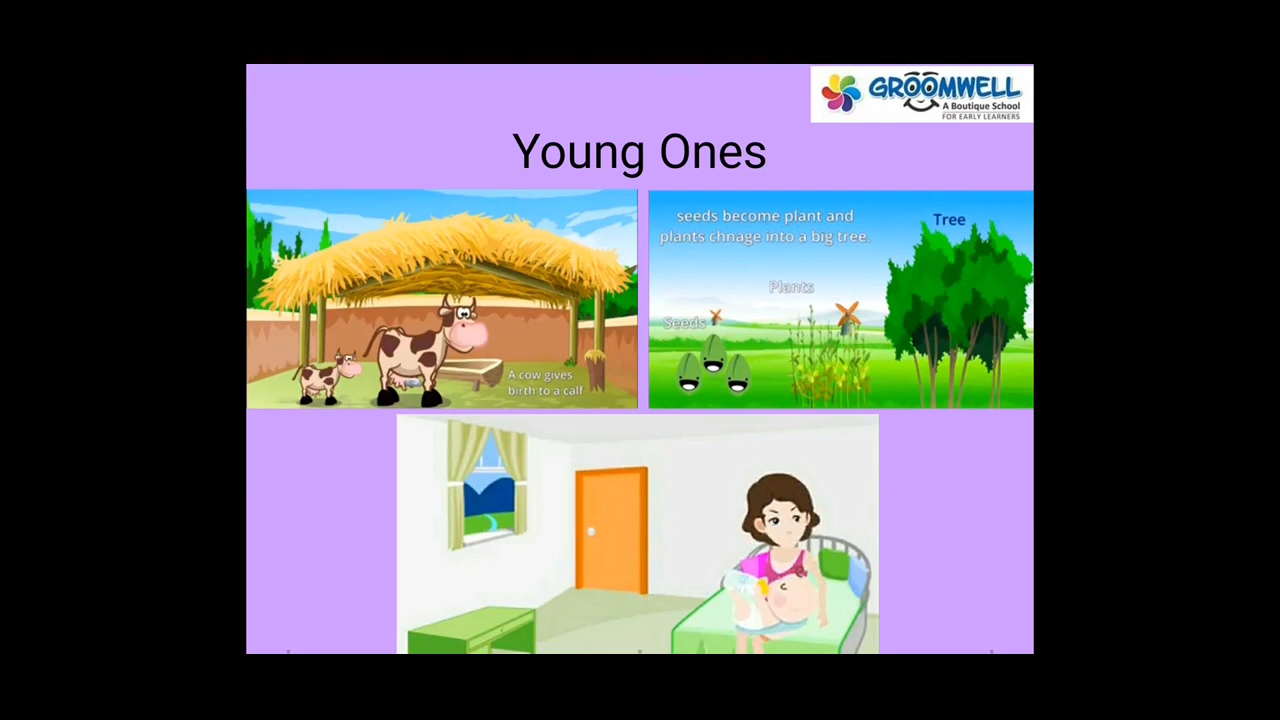 GROOMWELL
A Boutique School
FOR EARLY LEARNERS
Young Ones
A cow gives
birth to a calf
seeds become plant and
plants chnage into a big tree.
Tree
Plants
Seeds